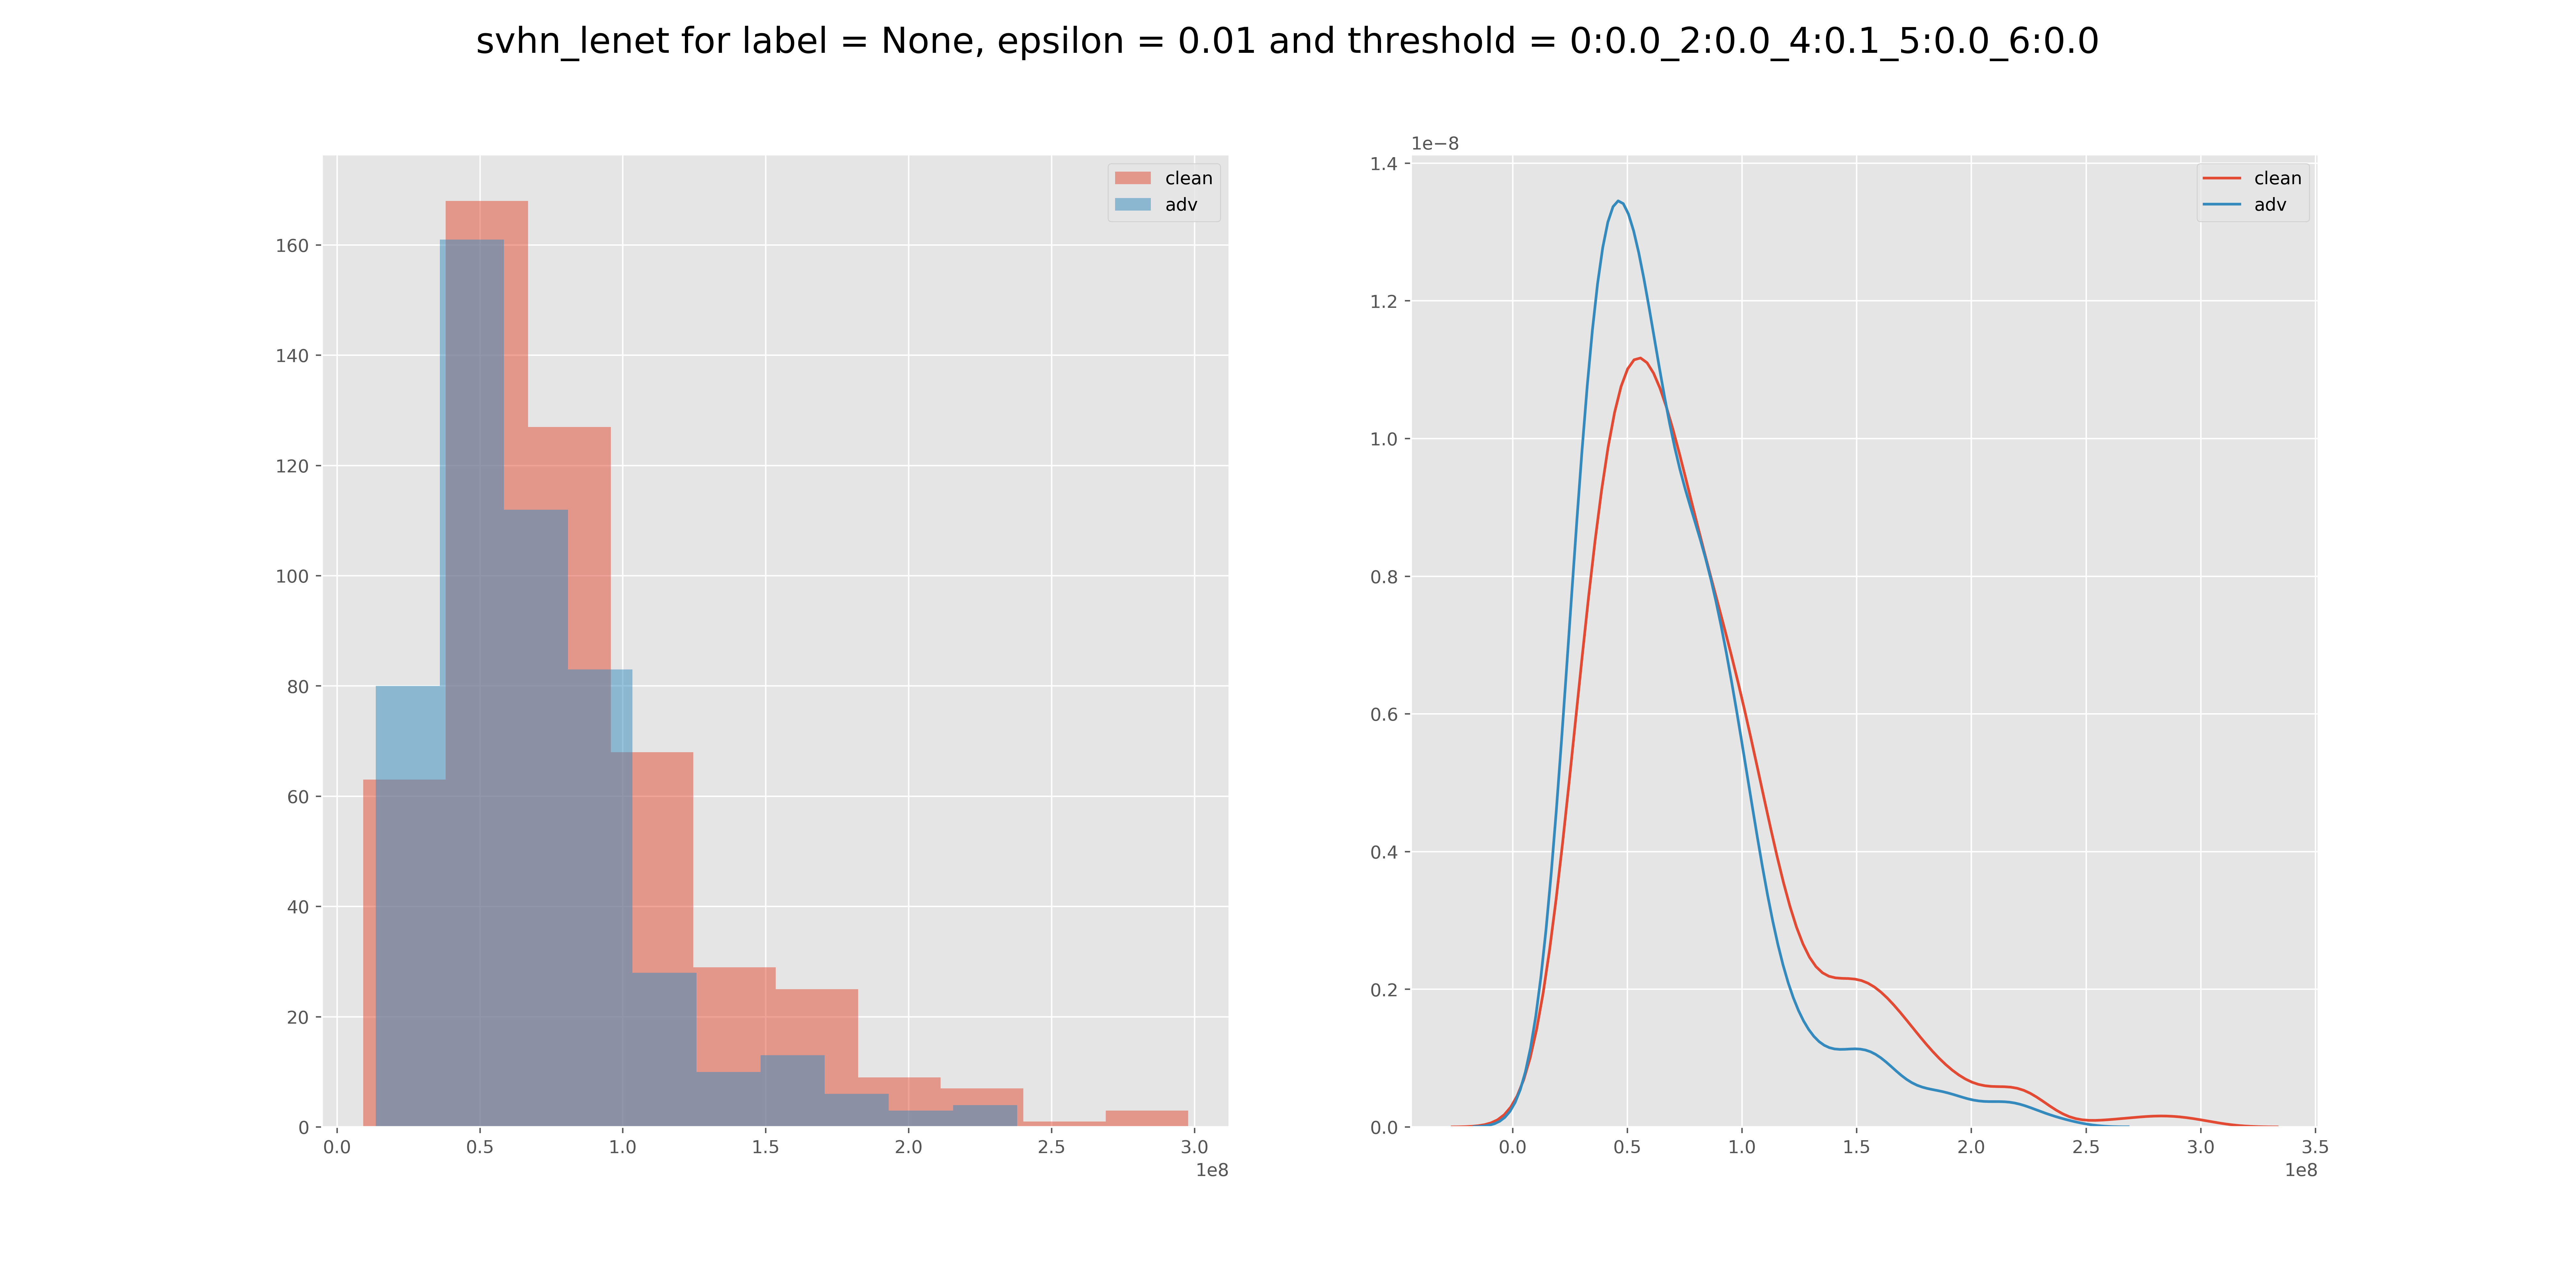 svhn_lenet for label = None, epsilon = 0.01 and threshold = 0:0.0_2:0.0_4:0.1_5:0.0_6:0.0
clean
adv
160
140
120
100
80
60
40
20
0
0.0 0.5 1.0 1.5 2.0 2.5 3.0
1e8
1e−8
clean
adv
1.4
1.2
1.0
0.8
0.6
0.4
0.2
0.0
0.0 0.5 1.0 1.5 2.0 2.5 3.0 3.5
1e8